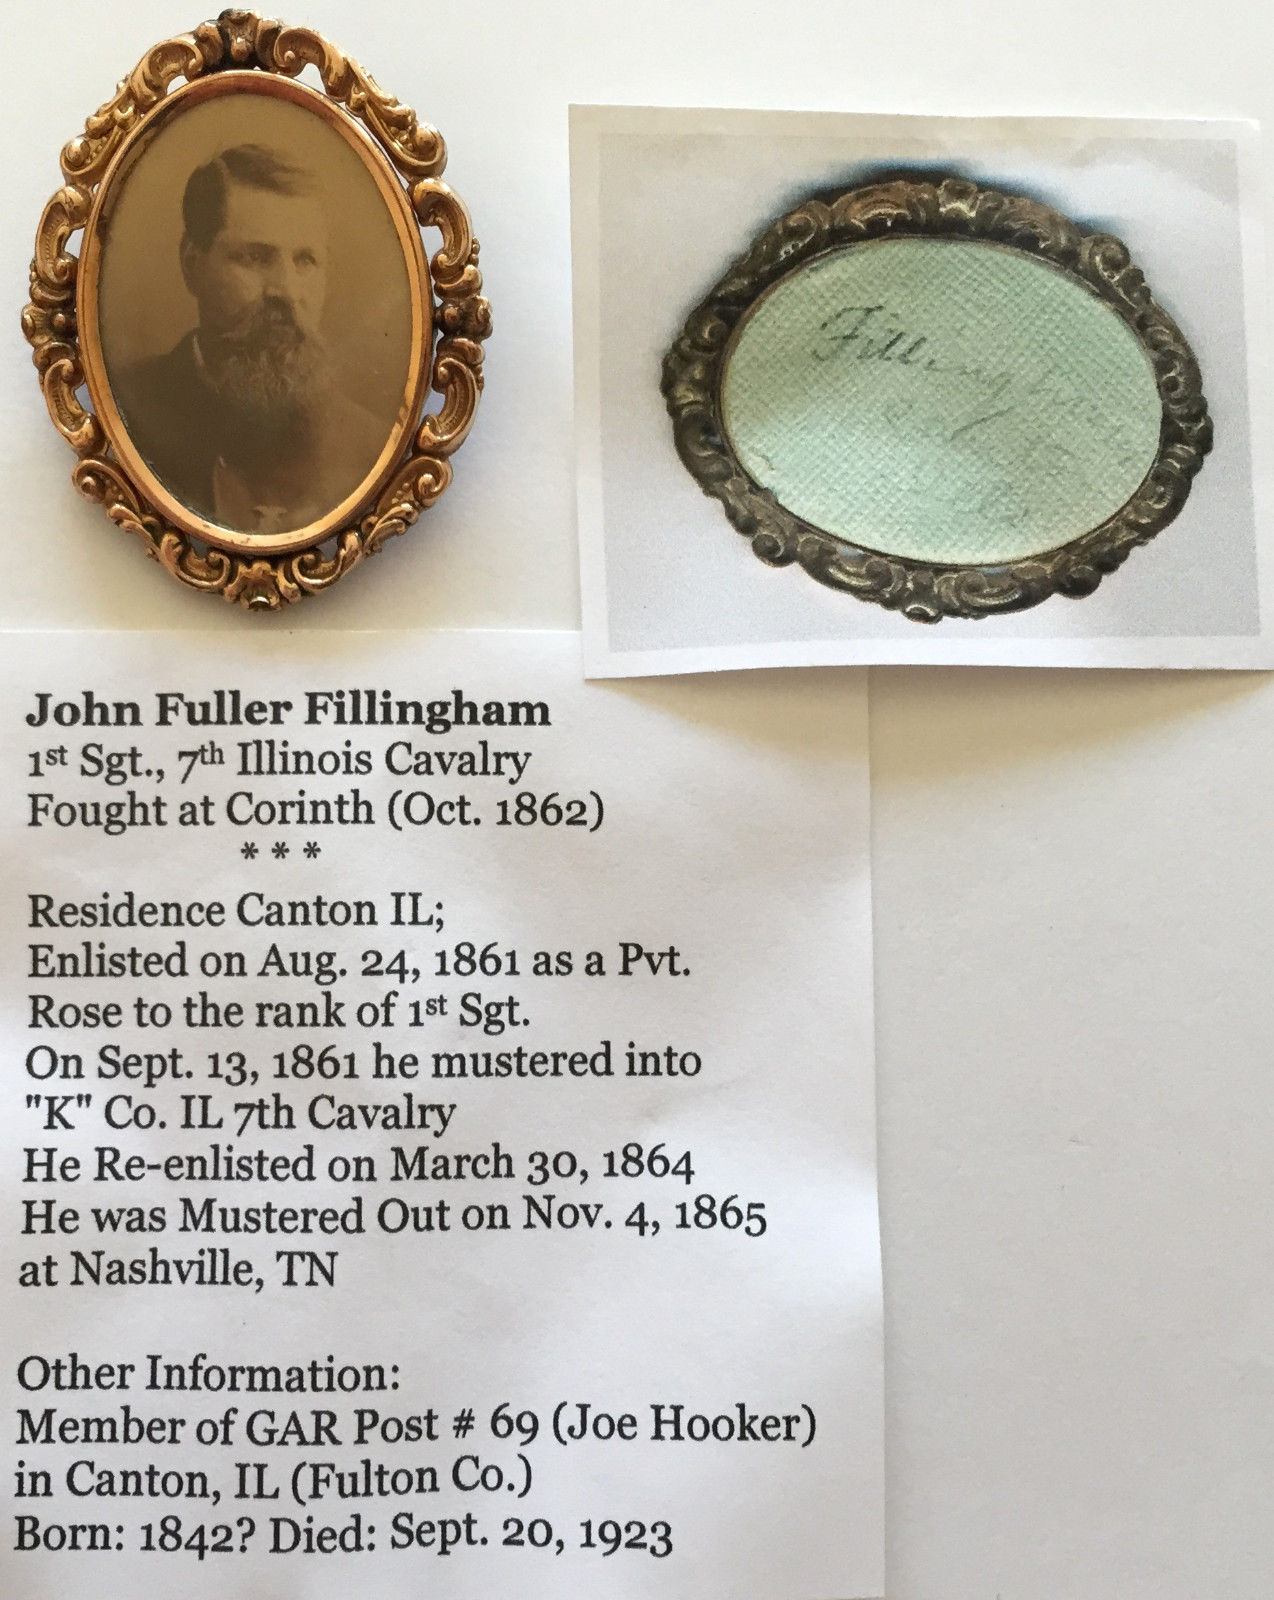 Fillingham
John Fuller Fillingham
1st Sgt., 7th Illinois Cavalry
Fought at Corinth (Oct. 1862)
* * *
Residence Canton IL;
Enlisted on Aug. 24, 1861 as a Pvt.
Rose to the rank of 1st Sgt.
On Sept. 13, 1861 he mustered into
"K" Co. IL 7th Cavalry
He Re-enlisted on March 30, 1864
He was Mustered Out on Nov. 4, 1865
at Nashville, TN
Other Information:
Member of GAR Post # 69 (Joe Hooker)
in Canton, IL (Fulton Co.)
Born: 1842? Died: Sept. 20, 1923